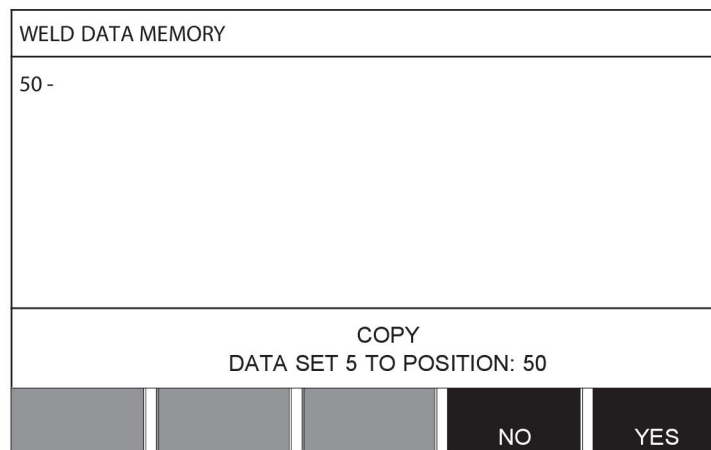 WELD DATA MEMORY
50 -
COPY
DATA SET 5 TO POSITION: 50
NO YES